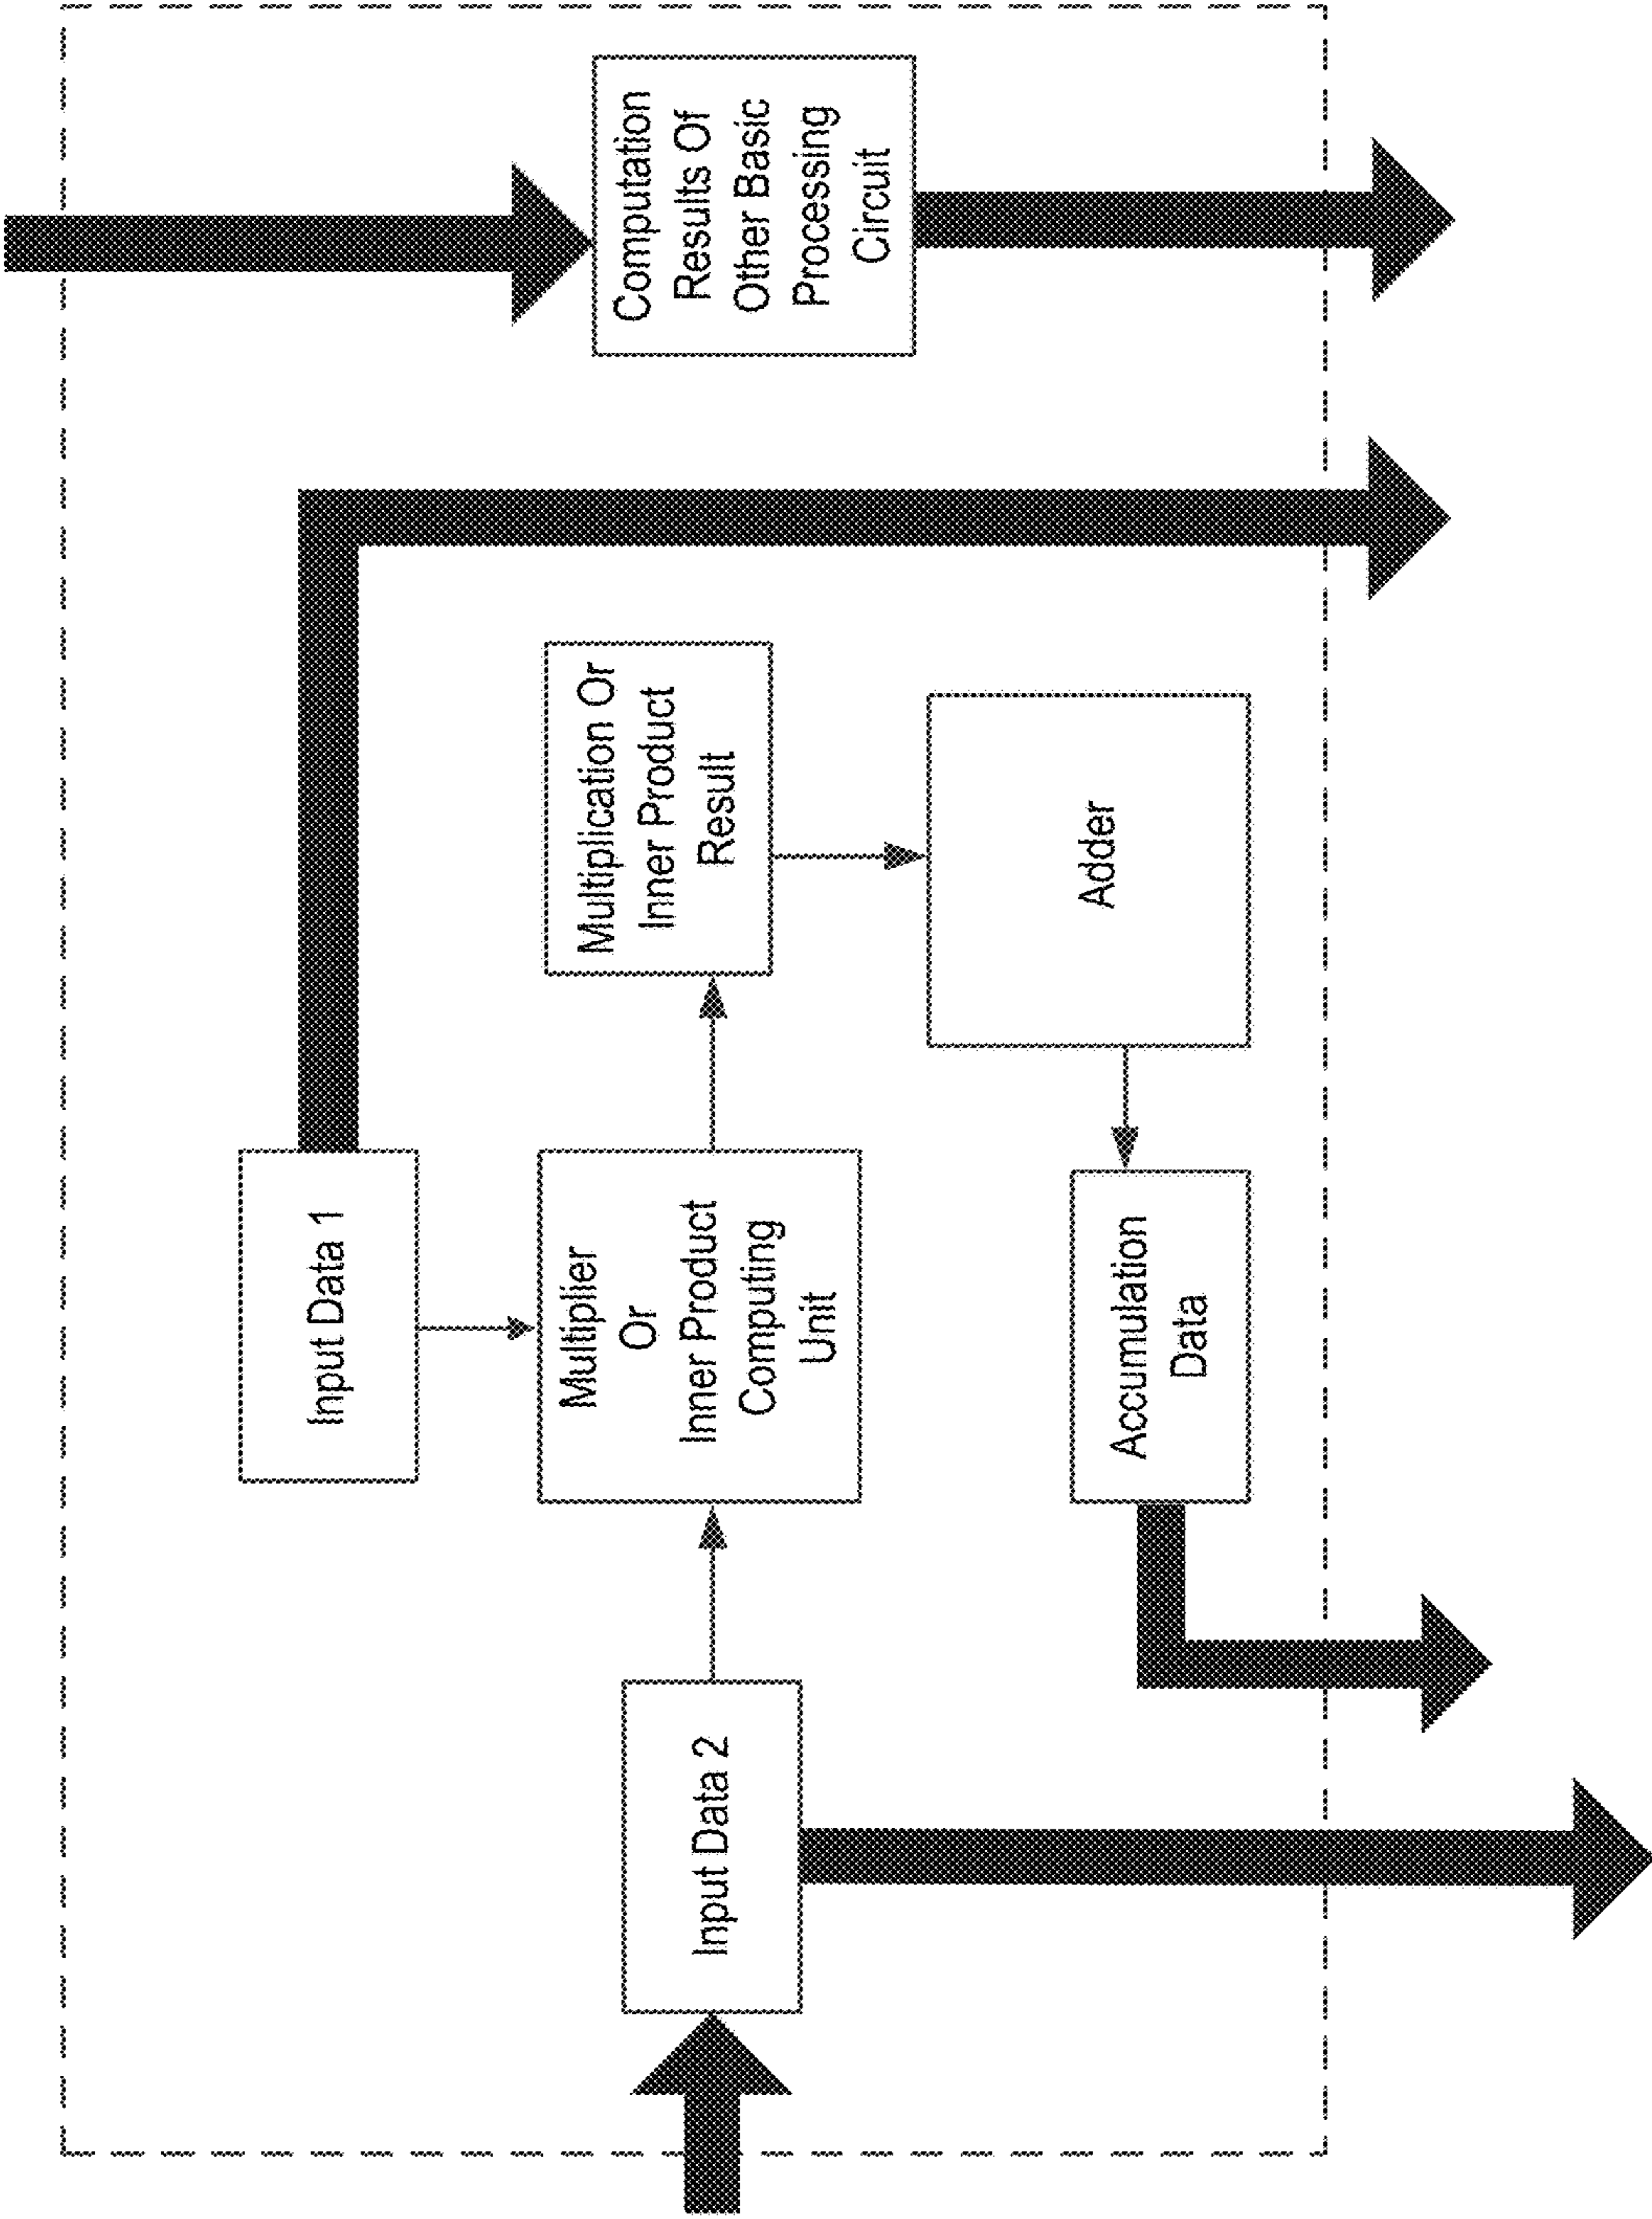 Input Data 1
Input Data 2
Multiplier
Or
Inner Product
Computing
Unit
Multiplication Or
Inner Product
Result
Computation
Results Of
Other Basic
Processing
Circuit
Accumulation
Data
Adder